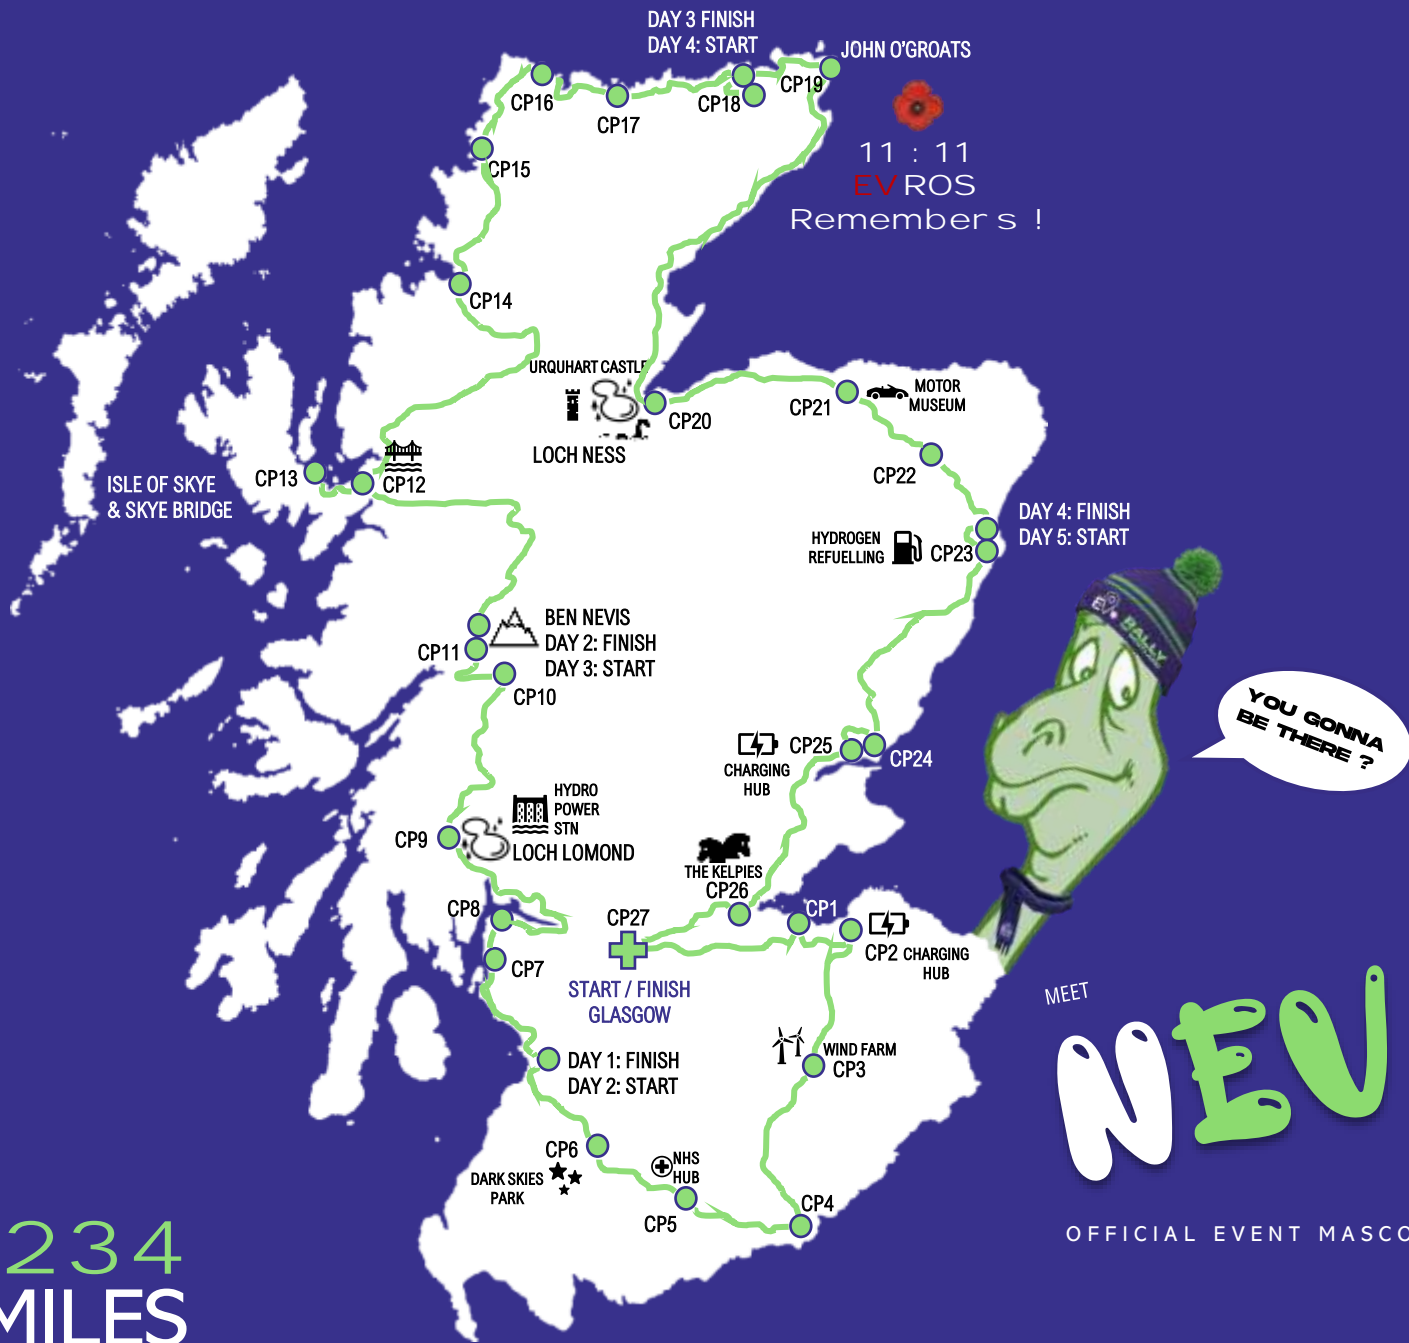 DAY 3 FINISH
DAY 4: START
JOHN O'GROATS
CP16
CP17
CP18
CP19
11 : 11
EVROS
Remembers !
CP15
CP14
URQUHART CASTLE
LOCH NESS
CP20
CP21
MOTOR
MUSEUM
CP22
CP13
CP12
ISLE OF SKYE
& SKYE BRIDGE
DAY 4: FINISH
DAY 5: START
HYDROGEN
REFUELLING
CP23
BEN NEVIS
DAY 2: FINISH
DAY 3: START
CP11
CP10
EV
RALLY
YOU GONNA
BE THERE ?
CP25
CP24
CHARGING
HUB
HYDRO
POWER
STN
CP9
LOCH LOMOND
THE KELPIES
CP26
CP8
CP27
CP1
CP2 CHARGING
HUB
CP7
START / FINISH
GLASGOW
MEET
NEV
WIND FARM
CP3
DAY 1: FINISH
DAY 2: START
CP6
DARK SKIES
PARK
NHS
HUB
CP5
CP4
OFFICIAL EVENT MASCO
234
MILES